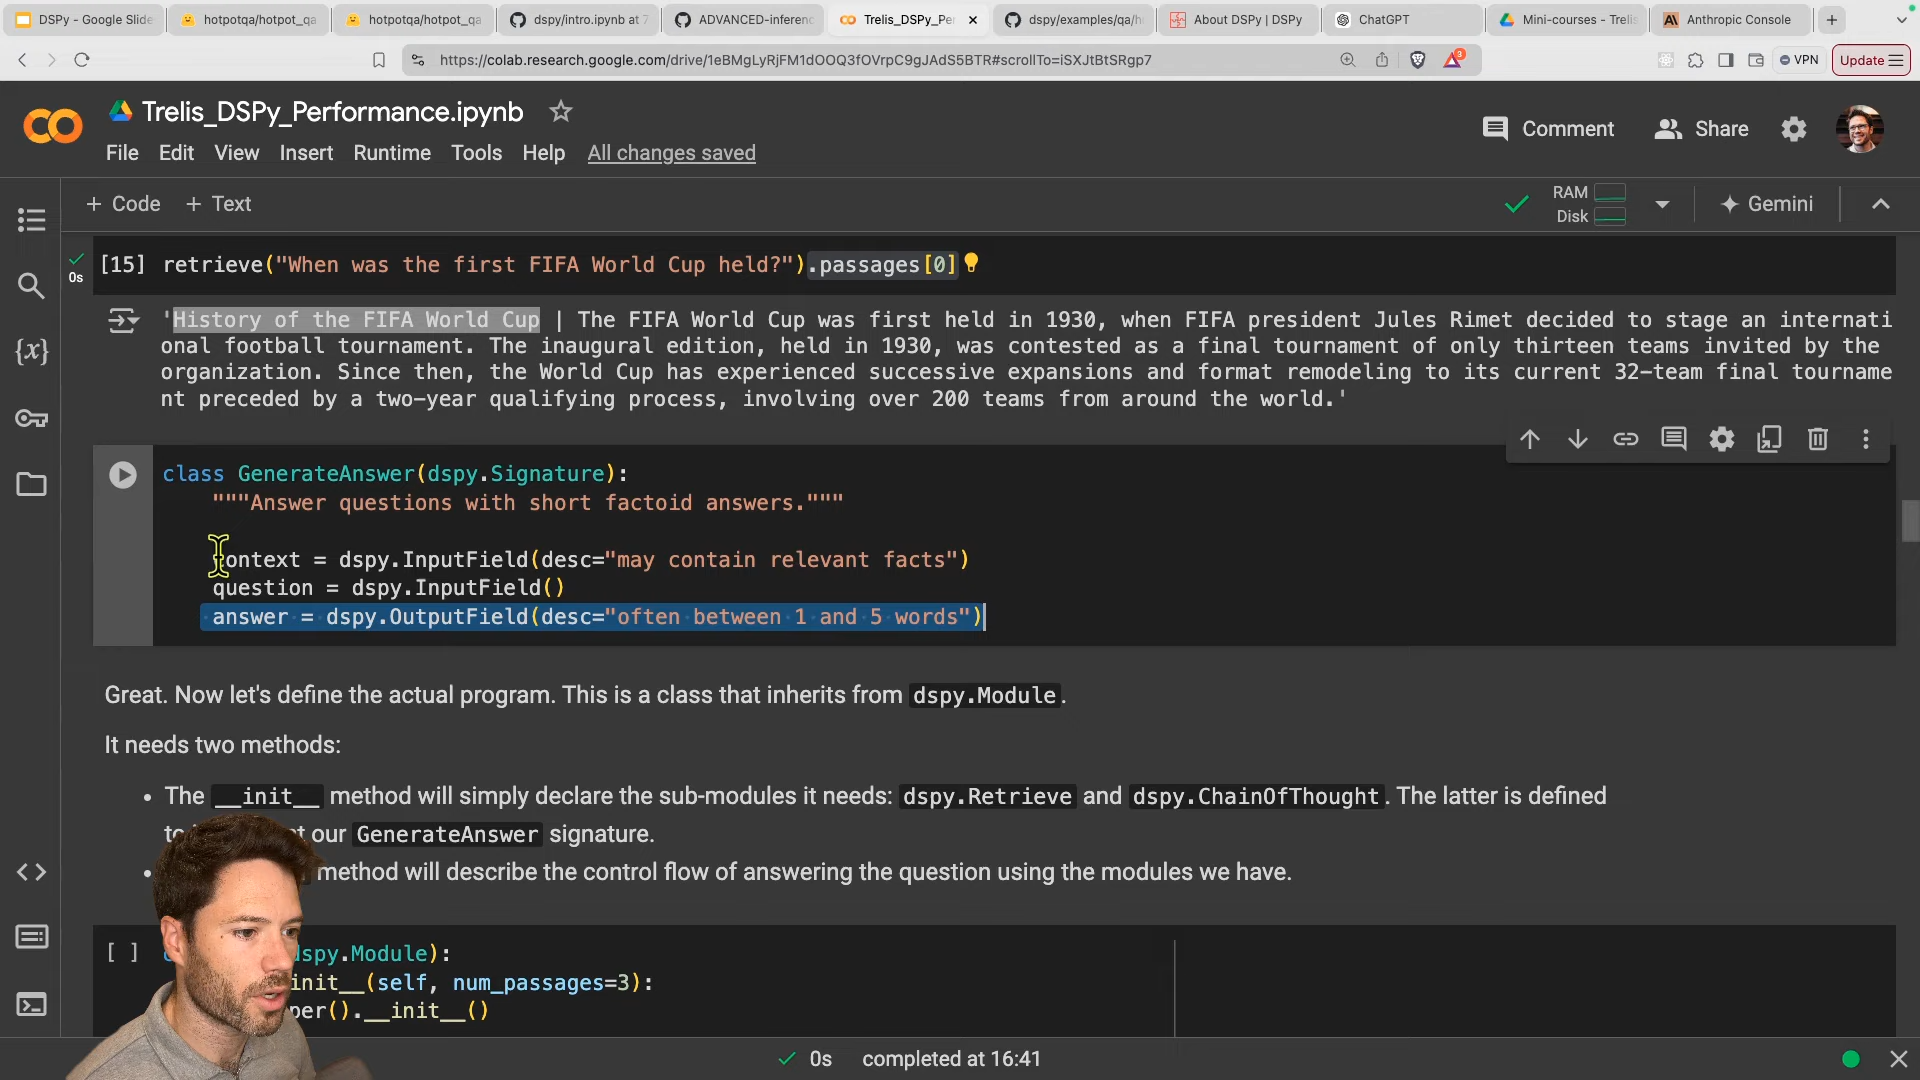 DSPy - Google Slide
hotpotqa/hotpot_qa
hotpotqa/hotpot_qa
dspy/intro.ipynb at 7
ADVANCED-inferenc
Trelis_DSPy_Pe
dspy/examples/qa/h
About DSPy | DSPy
ChatGPT
Mini-courses - Trelis
Anthropic Console
https://colab.research.google.com/drive/1eBMgLyRjFM1dOOQ3fOVrpC9gJAdS5BTR#scrollTo=iSXJtBtSRgp7
3
VPN
Update
Trelis_DSPy_Performance.ipynb
Comment
Share
File Edit View Insert Runtime Tools Help All changes saved
+ Code + Text
RAM
Disk
Gemini
[15] retrieve("When was the first FIFA World Cup held?").passages[0]
0s
'History of the FIFA World Cup | The FIFA World Cup was first held in 1930, when FIFA president Jules Rimet decided to stage an internati
onal football tournament. The inaugural edition, held in 1930, was contested as a final tournament of only thirteen teams invited by the
organization. Since then, the World Cup has experienced successive expansions and format remodeling to its current 32-team final tourname
nt preceded by a two-year qualifying process, involving over 200 teams from around the world.'
class GenerateAnswer(dspy.Signature):
"""Answer questions with short factoid answers."""
context = dspy.InputField(desc="may contain relevant facts")
question = dspy.InputField()
answer = dspy.OutputField(desc="often between 1 and 5 words")
Great. Now let's define the actual program. This is a class that inherits from dspy.Module.
It needs two methods:
• The __init__ method will simply declare the sub-modules it needs: dspy.Retrieve and dspy.ChainOfThought. The latter is defined
our GenerateAnswer signature.
• method will describe the control flow of answering the question using the modules we have.
[ ]
dspy.Module):
init__(self, num_passages=3):
per().__init__()
0s completed at 16:41